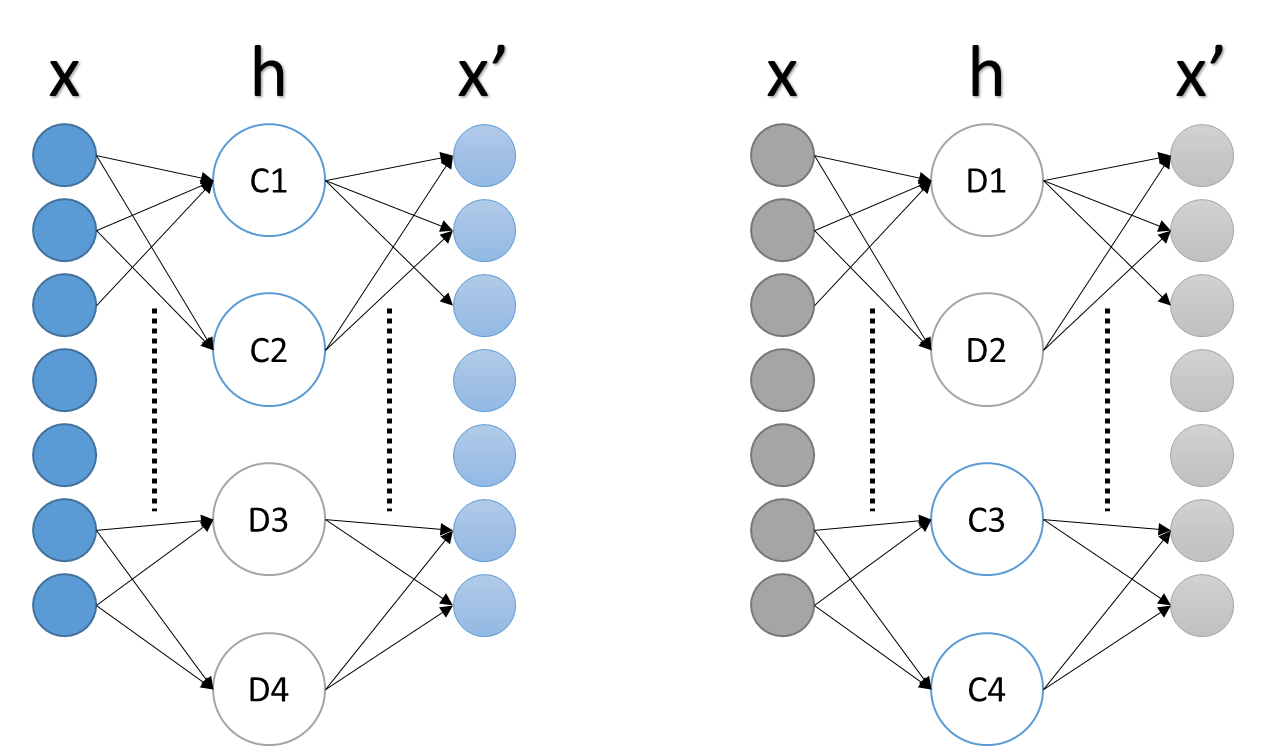 x h x’
C1
C2
D3
D4
x h x’
D1
D2
C3
C4